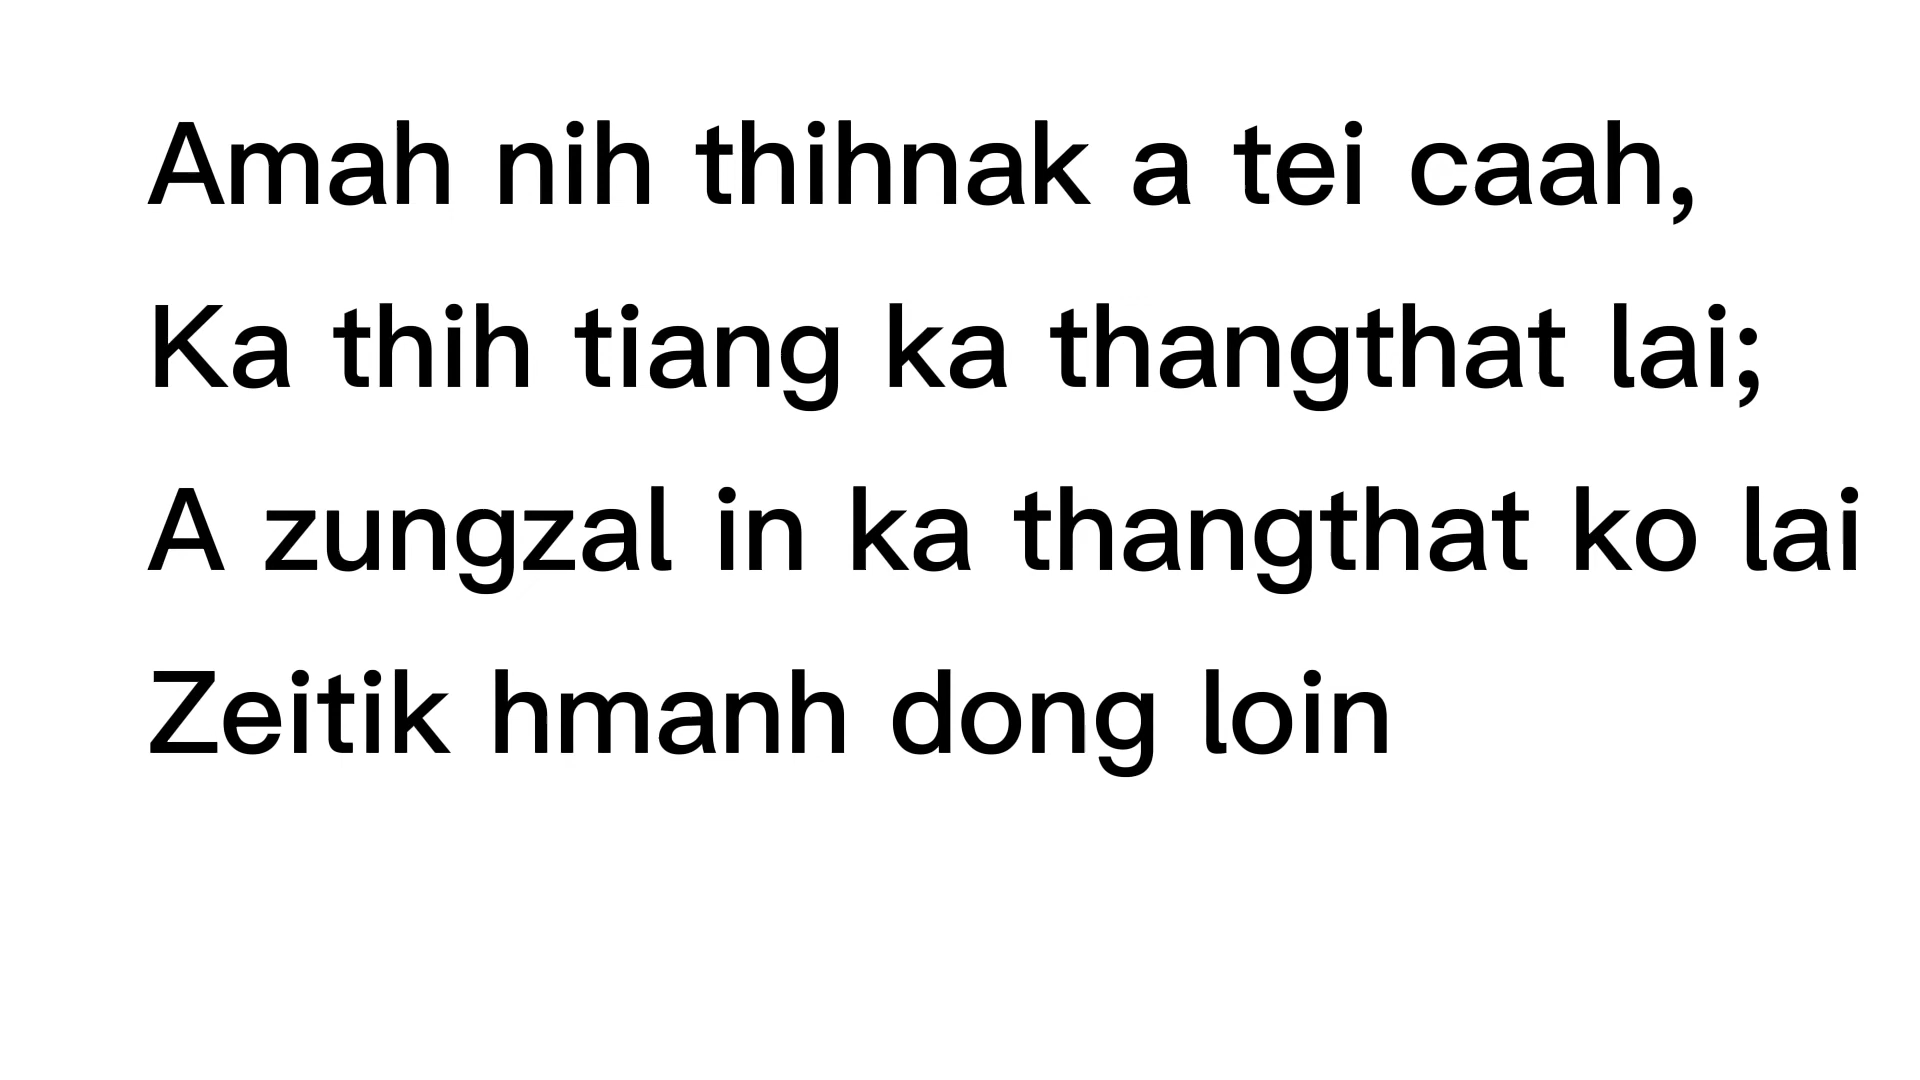 Amah nih thihnak a tei caah,
Ka thih tiang ka thangthat lai;
A zungzal in ka thangthat ko lai
Zeitik hmanh dong loin